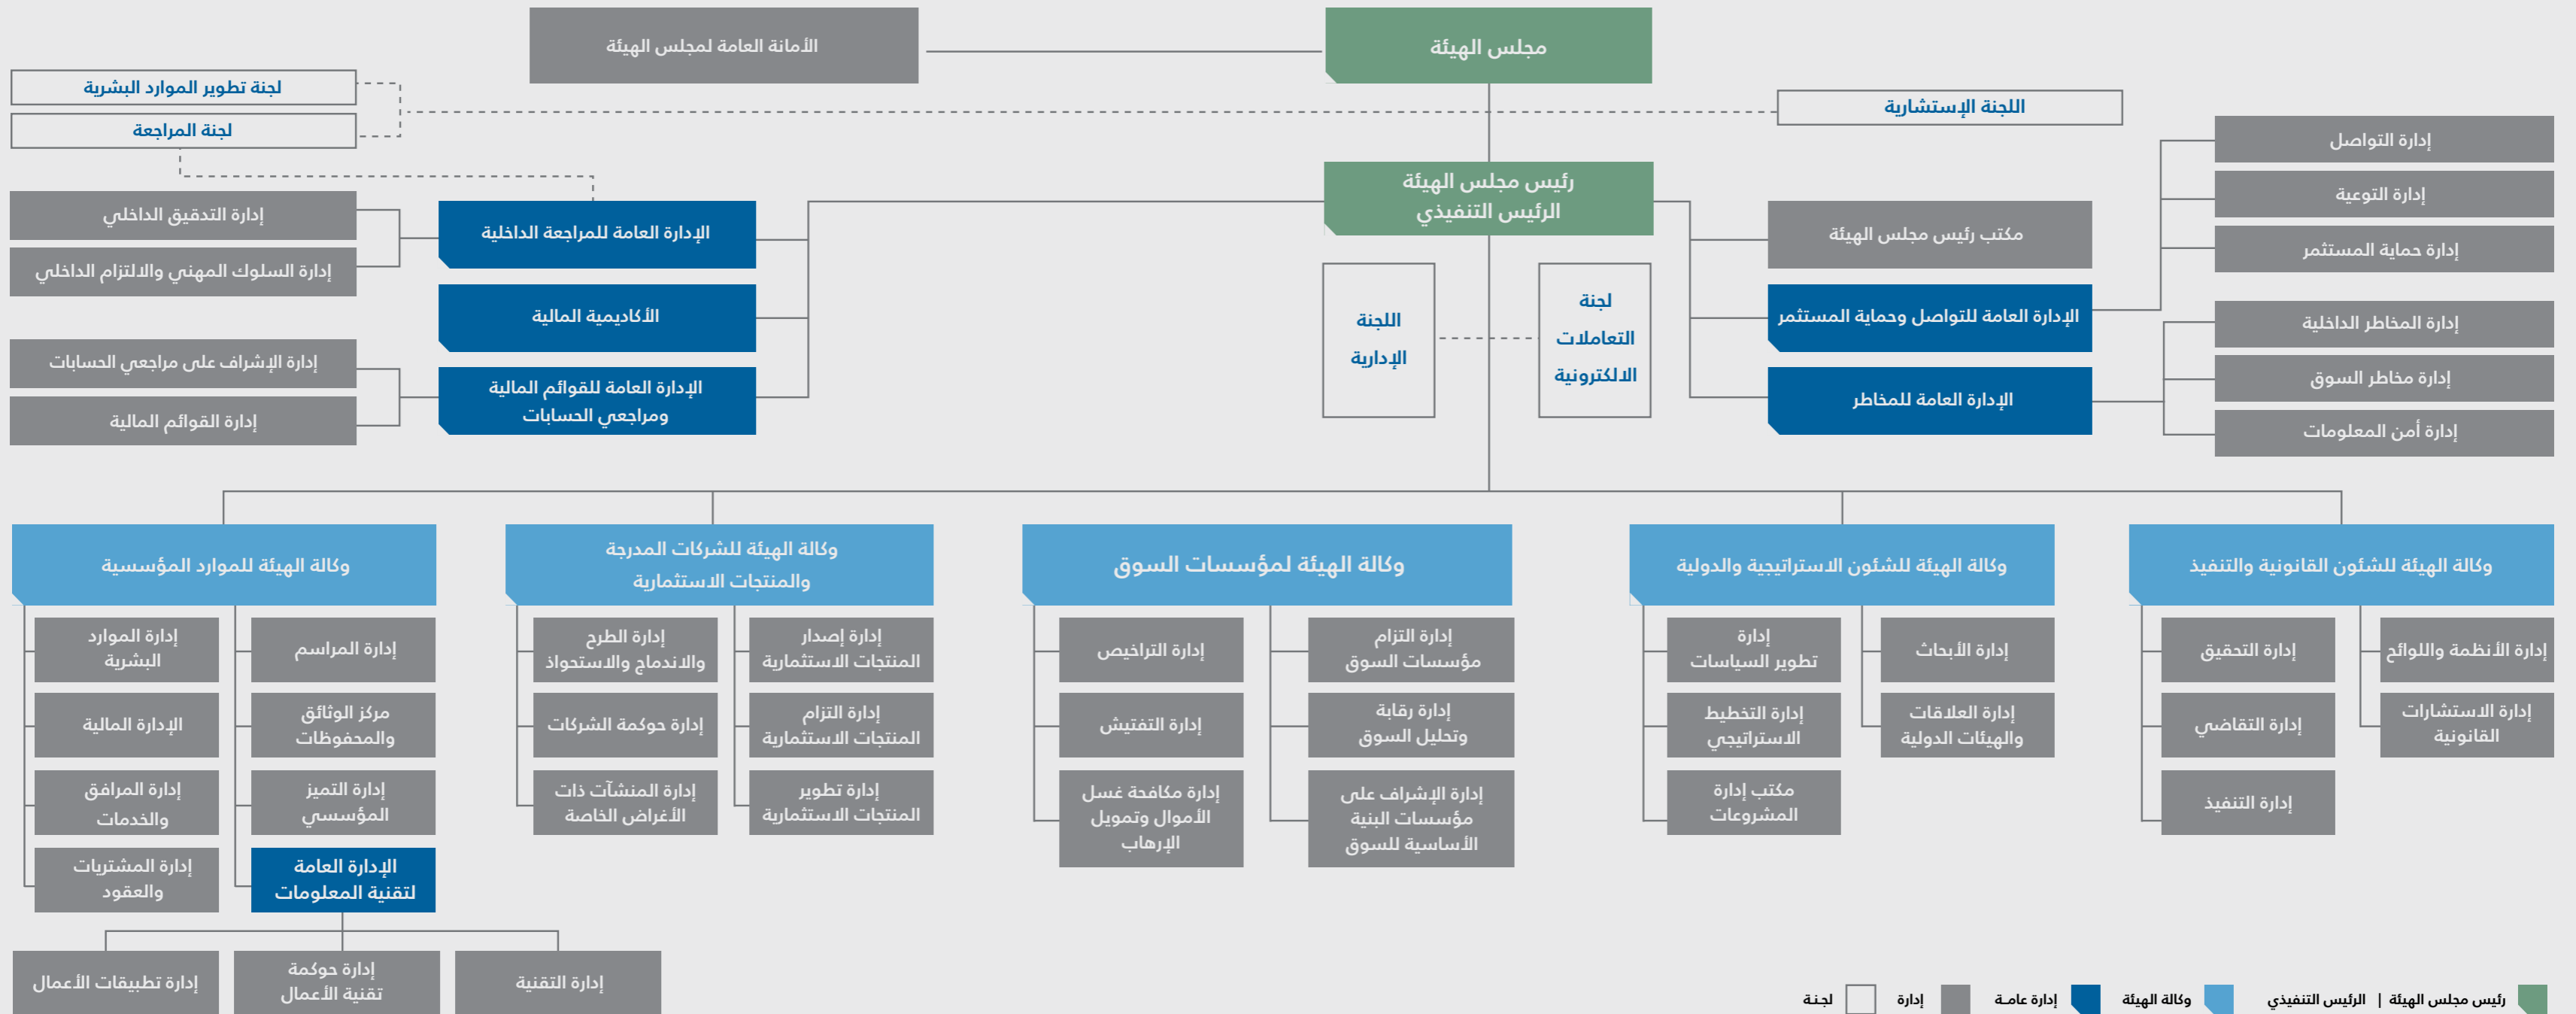 مجلس الهيئة
الأمانة العامة لمجلس الهيئة
اللجنة الإستشارية
لجنة تطوير الموارد البشرية
لجنة المراجعة
رئيس مجلس الهيئة
الرئيس التنفيذي
مكتب رئيس مجلس الهيئة
الإدارة العامة للتواصل وحماية المستثمر
الإدارة العامة للمخاطر
إدارة التواصل
إدارة التوعية
إدارة حماية المستثمر
إدارة المخاطر الداخلية
إدارة مخاطر السوق
إدارة أمن المعلومات
لجنة
التعاملات
الالكترونية
اللجنة
الإدارية
الإدارة العامة للمراجعة الداخلية
الأكاديمية المالية
الإدارة العامة للقوائم المالية
ومراجعي الحسابات
إدارة التدقيق الداخلي
إدارة السلوك المهني والالتزام الداخلي
إدارة الإشراف على مراجعي الحسابات
إدارة القوائم المالية
وكالة الهيئة للشئون القانونية والتنفيذ
إدارة الأنظمة واللوائح
إدارة الاستشارات
القانونية
إدارة التحقيق
إدارة التقاضي
إدارة التنفيذ
وكالة الهيئة للشئون الاستراتيجية والدولية
إدارة الأبحاث
إدارة العلاقات
والهيئات الدولية
إدارة
تطوير السياسات
إدارة التخطيط
الاستراتيجي
مكتب إدارة
المشروعات
وكالة الهيئة لمؤسسات السوق
إدارة التزام
مؤسسات السوق
إدارة رقابة
وتحليل السوق
إدارة الإشراف على
مؤسسات البنية
الأساسية للسوق
إدارة التراخيص
إدارة التفتيش
إدارة مكافحة غسل
الأموال وتمويل
الإرهاب
وكالة الهيئة للشركات المدرجة
والمنتجات الاستثمارية
إدارة إصدار
المنتجات الاستثمارية
إدارة التزام
المنتجات الاستثمارية
إدارة تطوير
المنتجات الاستثمارية
إدارة الطرح
والاندماج والاستحواذ
إدارة حوكمة الشركات
إدارة المنشآت ذات
الأغراض الخاصة
وكالة الهيئة للموارد المؤسسية
إدارة المراسم
مركز الوثائق
والمحفوظات
إدارة التميز
المؤسسي
الإدارة العامة
لتقنية المعلومات
إدارة الموارد
البشرية
الإدارة المالية
إدارة المرافق
والخدمات
إدارة المشتريات
والعقود
إدارة التقنية
إدارة حوكمة
تقنية الأعمال
إدارة تطبيقات الأعمال
رئيس مجلس الهيئة | الرئيس التنفيذي
وكالة الهيئة
إدارة عامـة
إدارة
لجنـة